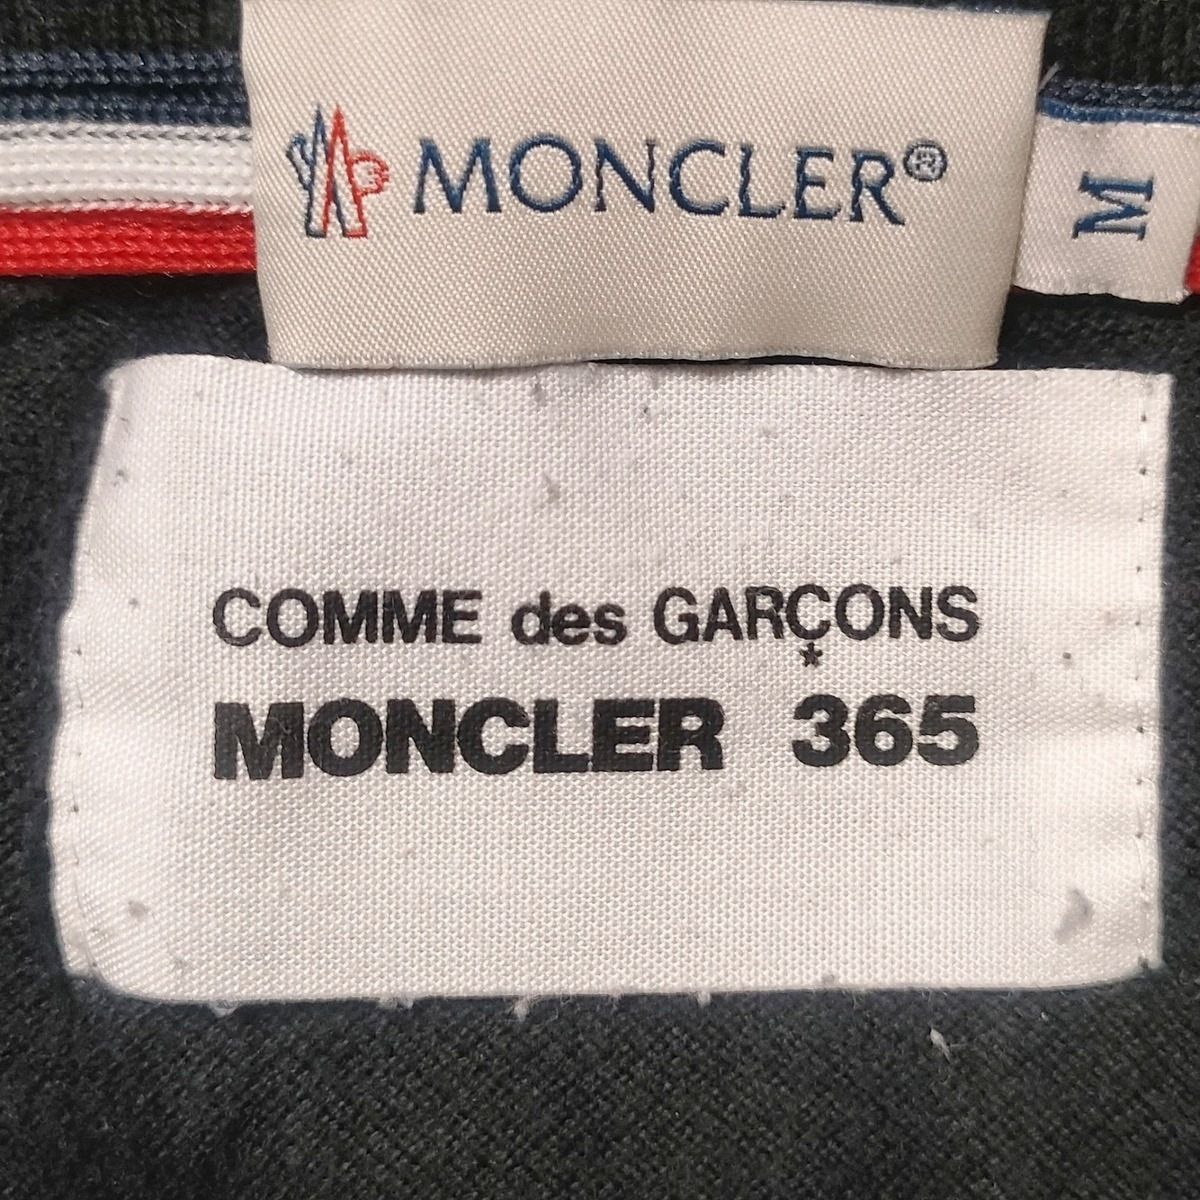 MONCLER®
M
COMME des GARÇONS
MONCLER 365